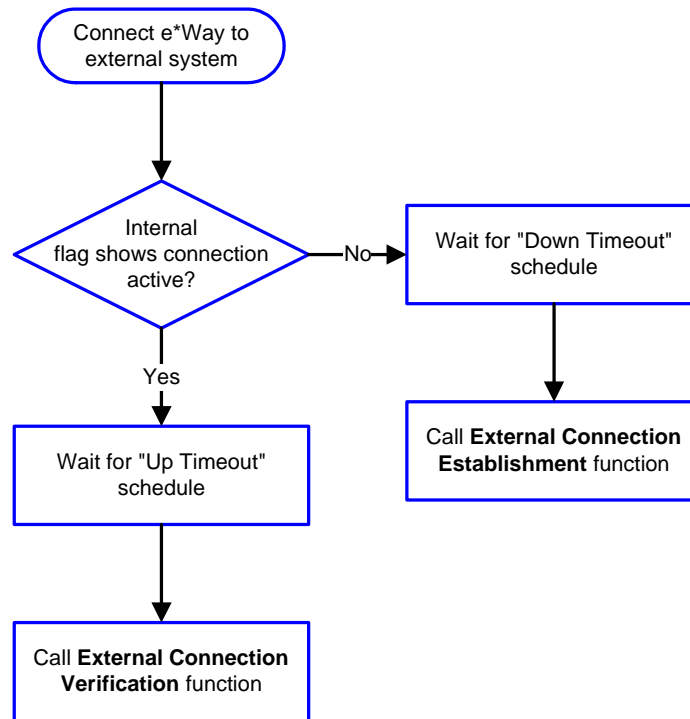 Connect e*Way to
external system
Internal
flag shows connection
active?
No
Wait for "Down Timeout"
schedule
Yes
Call External Connection
Establishment function
Wait for "Up Timeout"
schedule
Call External Connection
Verification function